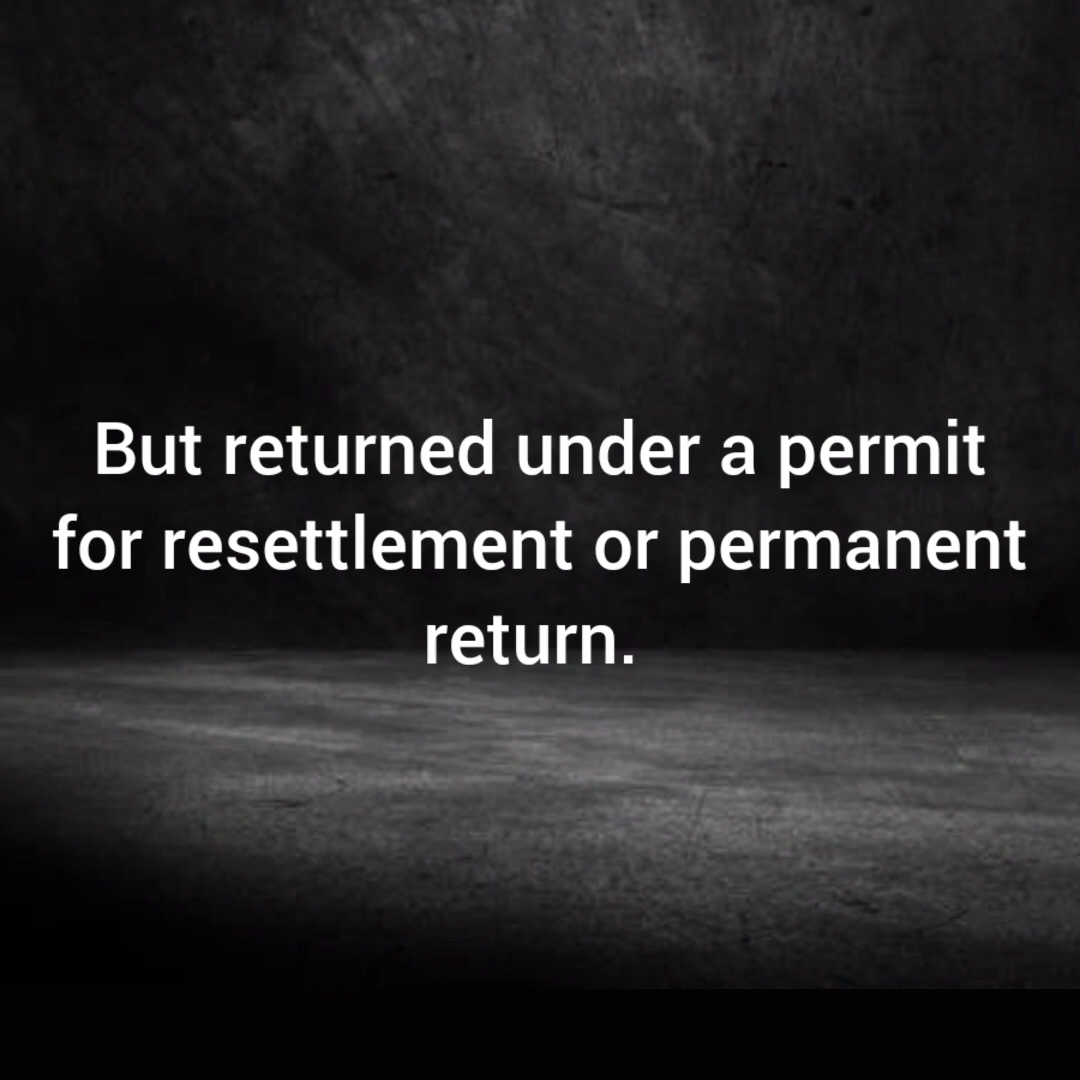 But returned under a permit
for resettlement or permanent
return.